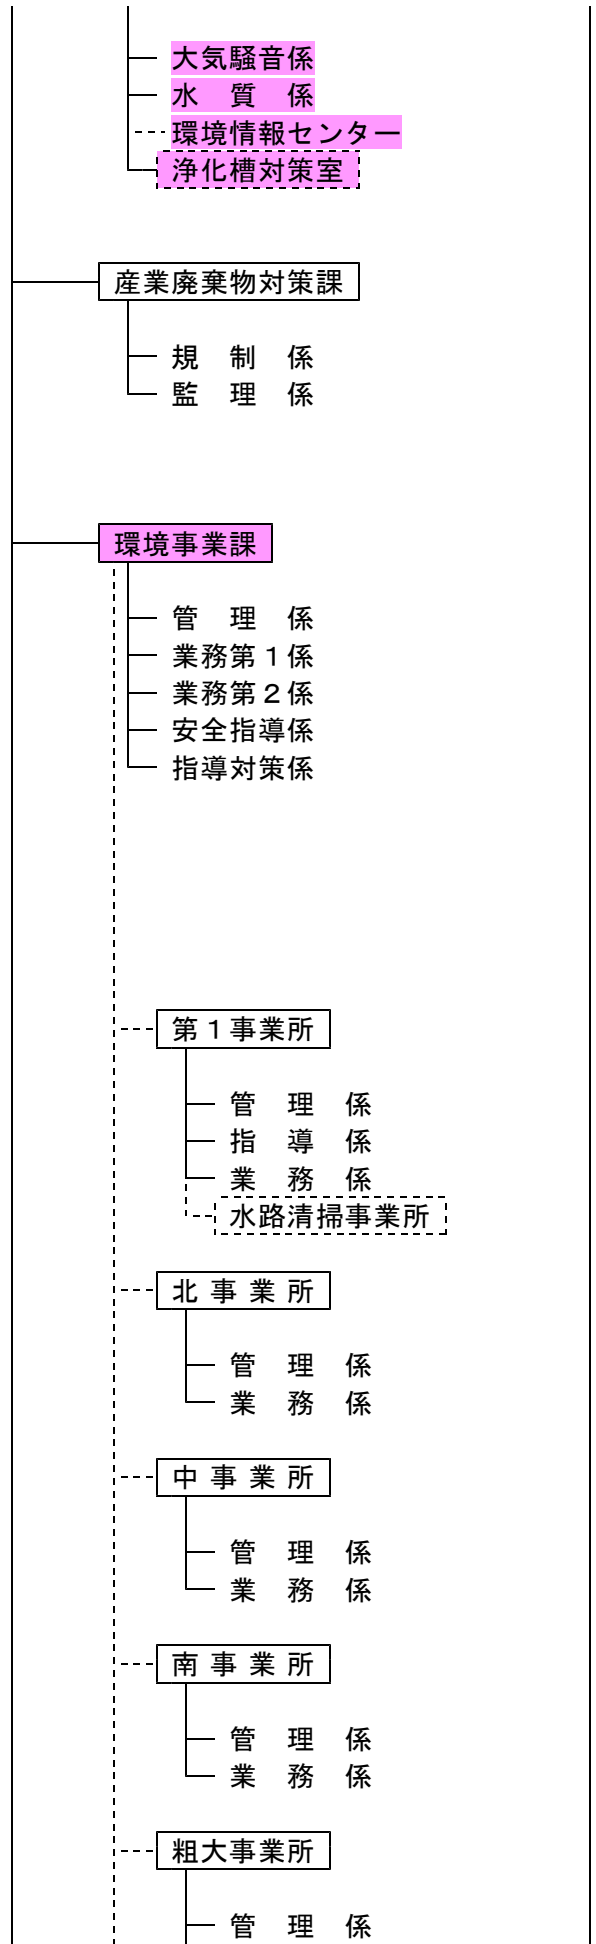 大気騒音係
水　質　係
環境情報センター
浄化槽対策室
産業廃棄物対策課
規　制　係
監　理　係
環境事業課
管　理　係
業務第１係
業務第２係
安全指導係
指導対策係
第１事業所
管　理　係
指　導　係
業　務　係
水路清掃事業所
北 事 業 所
管　理　係
業　務　係
中 事 業 所
管　理　係
業　務　係
南 事 業 所
管　理　係
業　務　係
粗大事業所
管　理　係